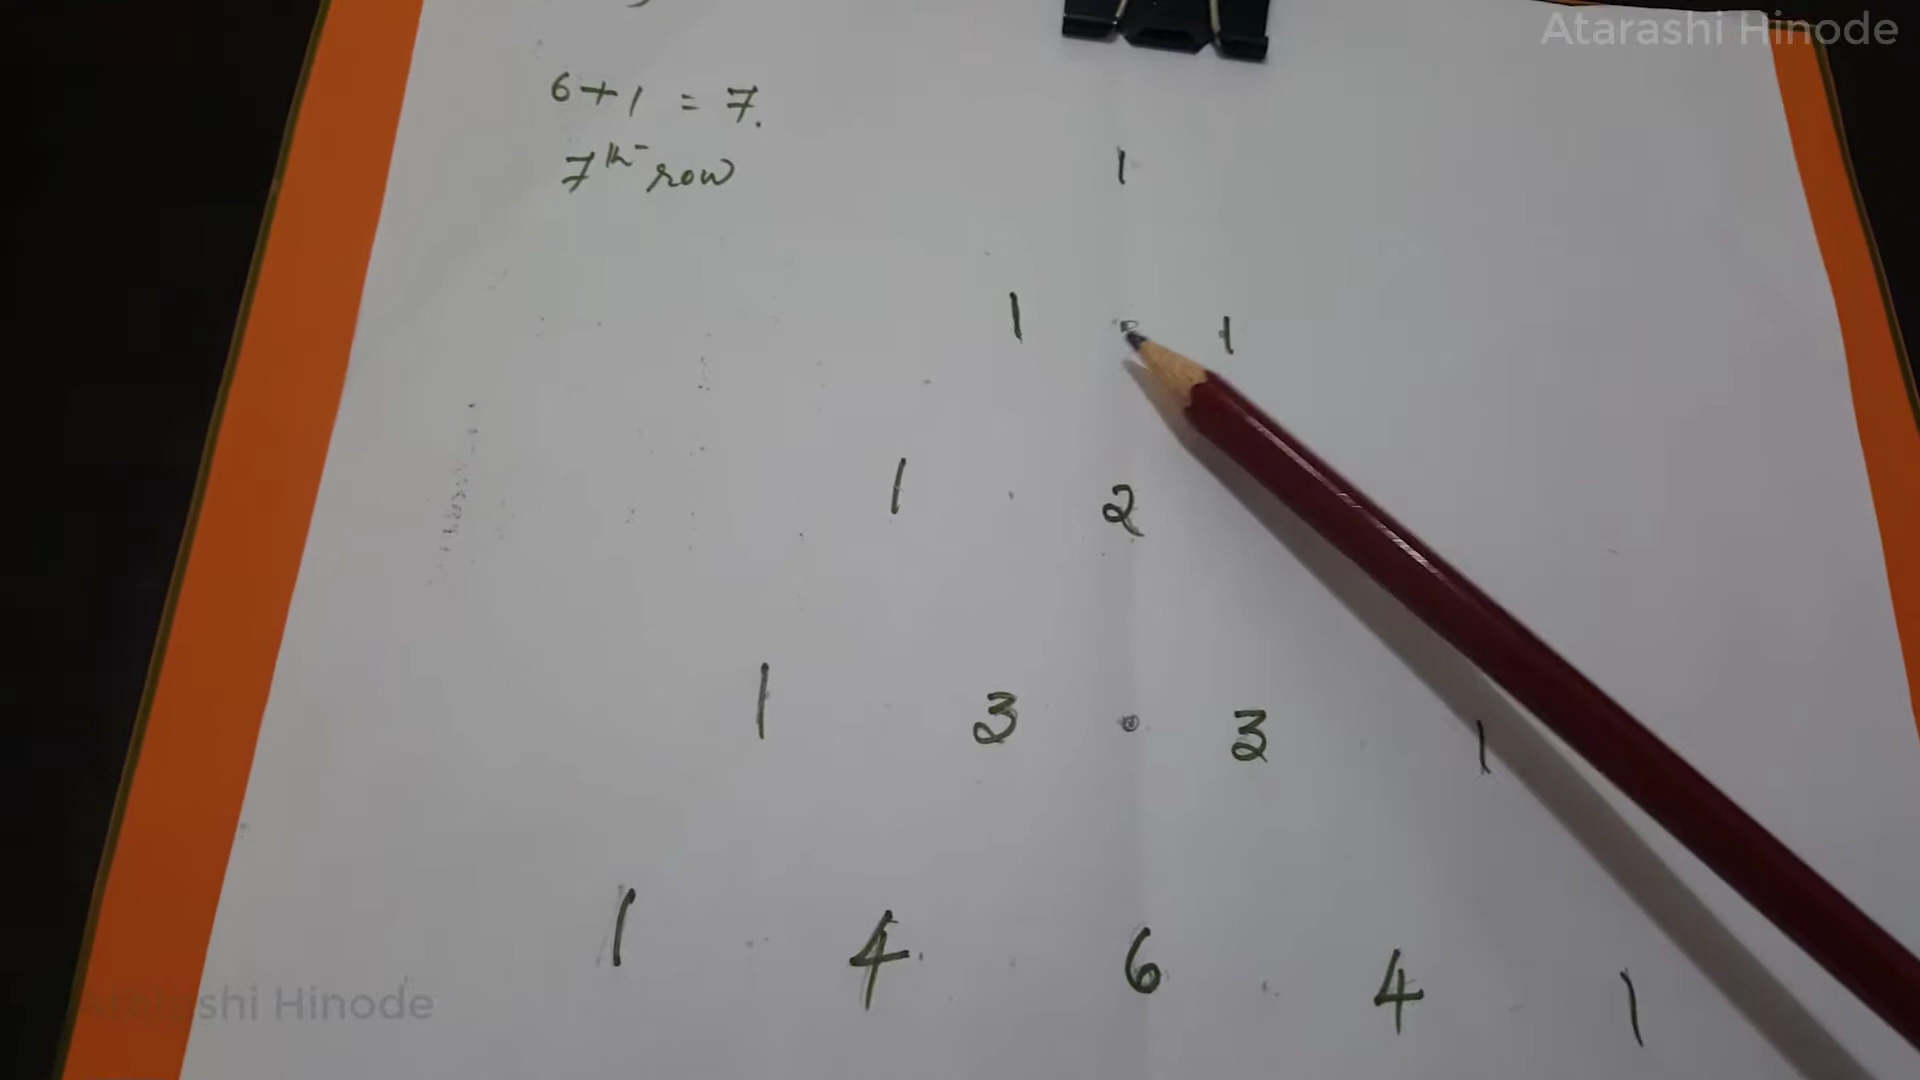 Atarashi Hinode
6+1 = 7.
7th row
1
1 1
1 2
1 3 3 1
1 4 6 4 1
Atarashi Hinode